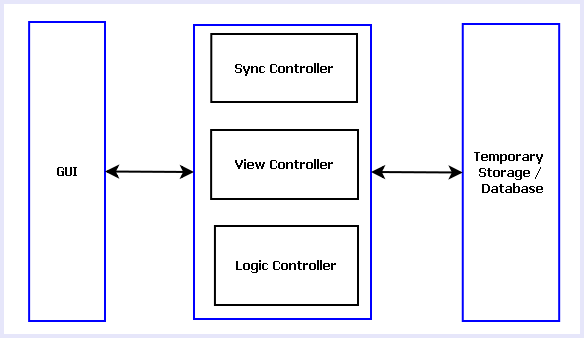 GUI
Sync Controller
View Controller
Logic Controller
Temporary
Storage /
Database